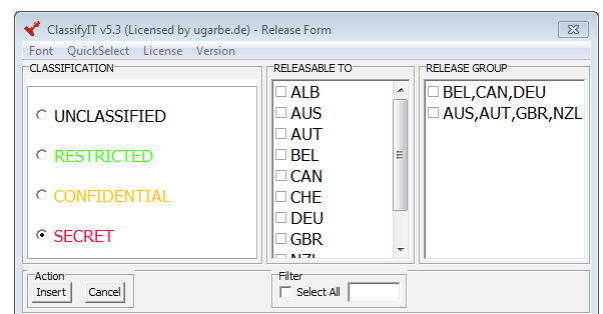 ClassifyIT v5.3 (Licensed by ugarbe.de) - Release Form
Font QuickSelect License Version
CLASSIFICATION
UNCLASSIFIED
RESTRICTED
CONFIDENTIAL
SECRET
RELEASABLE TO
ALB
AUS
AUT
BEL
CAN
CHE
DEU
GBR
NZL
RELEASE GROUP
BEL,CAN,DEU
AUS,AUT,GBR,NZL
Action
Insert Cancel
Filter
Select All